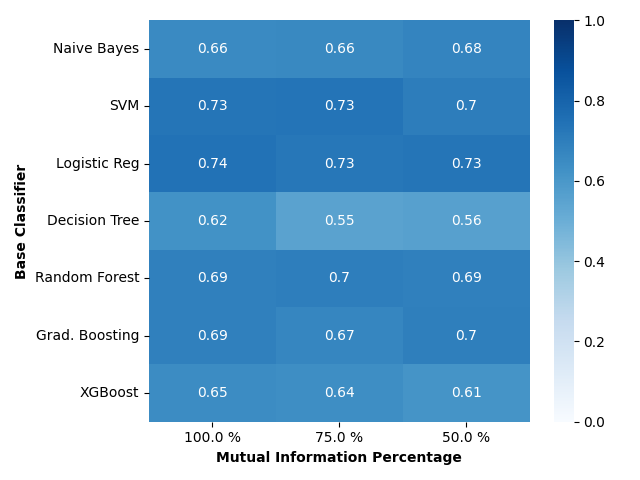 Naive Bayes 0.66 0.66 0.68
SVM 0.73 0.73 0.7
Logistic Reg 0.74 0.73 0.73
Decision Tree 0.62 0.55 0.56
Random Forest 0.69 0.7 0.69
Grad. Boosting 0.69 0.67 0.7
XGBoost 0.65 0.64 0.61
100.0 % 75.0 % 50.0 %
Mutual Information Percentage
Base Classifier
1.0
0.8
0.6
0.4
0.2
0.0